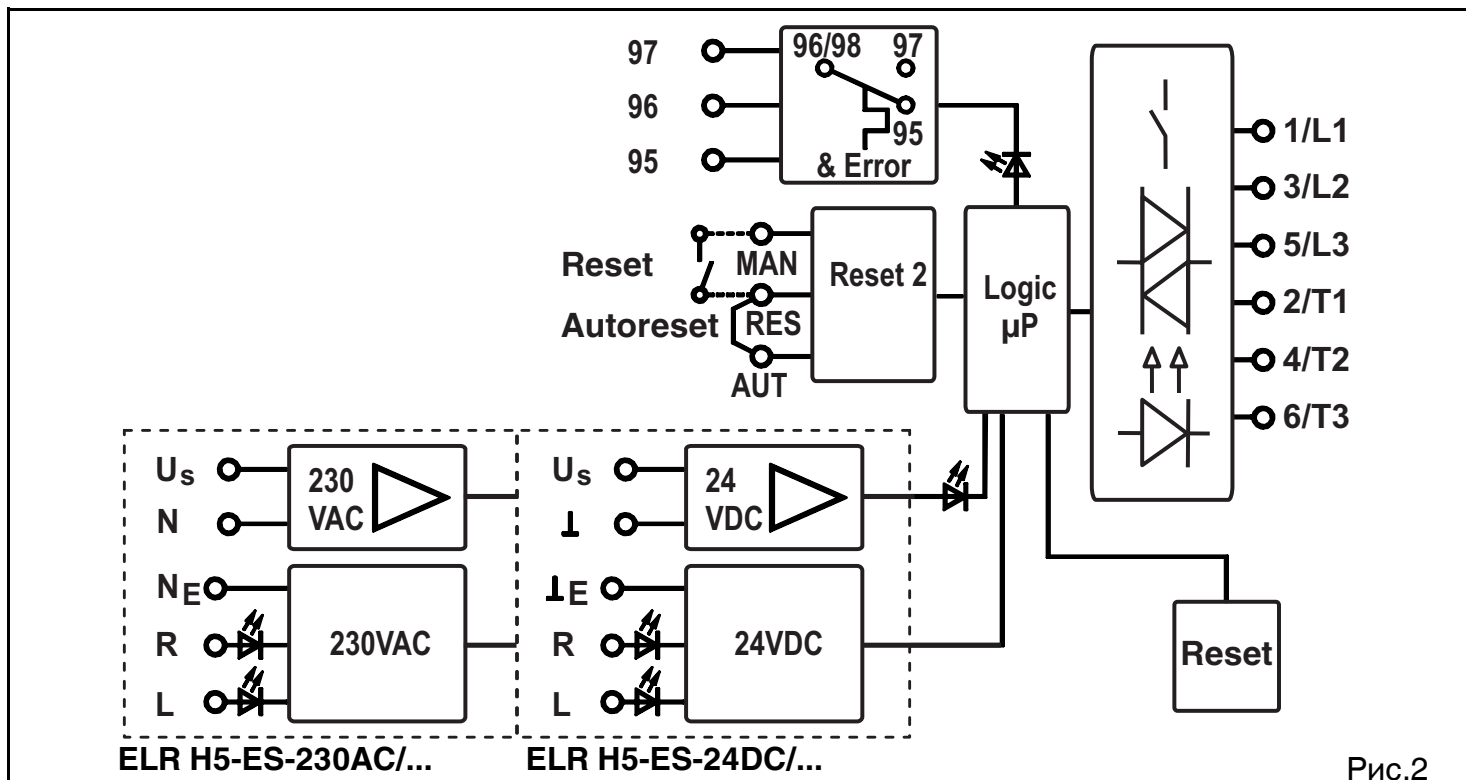 97
96
95
96/98 97
95
& Error
Reset
Autoreset
MAN
RES
AUT
Reset 2
Logic
µP
1/L1
3/L2
5/L3
2/T1
4/T2
6/T3
Us
N
230
VAC
NE
R
L
230VAC
Us
⊥
24
VDC
⊥E
R
L
24VDC
Reset
ELR H5-ES-230AC/...
ELR H5-ES-24DC/...
Рис.2